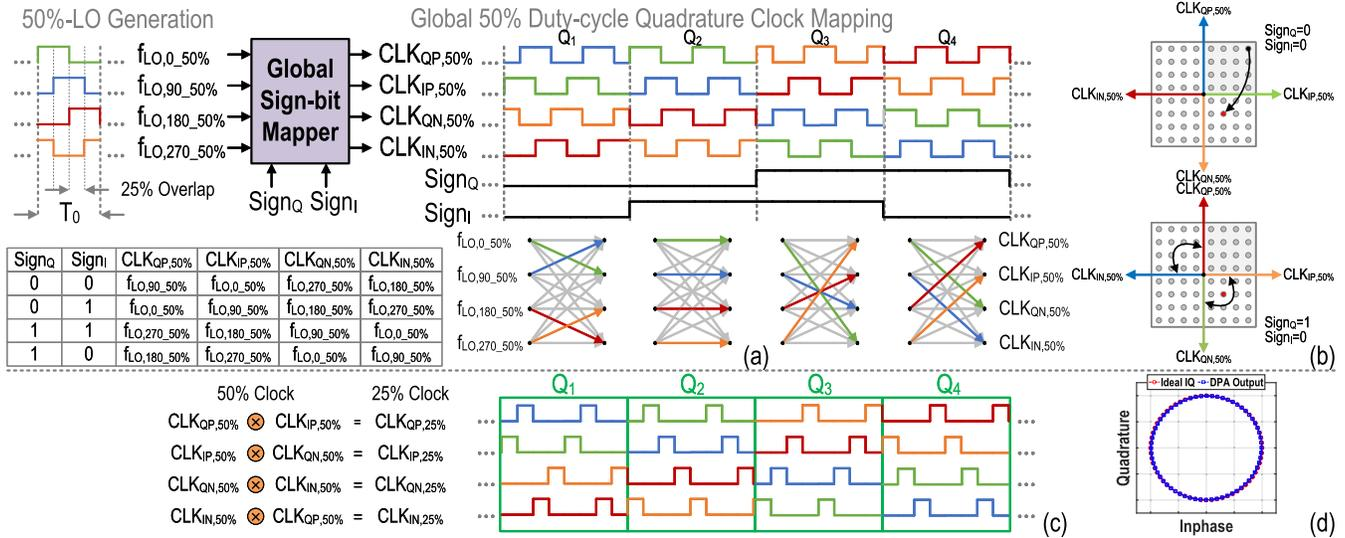 50%-LO Generation
Global 50% Duty-cycle Quadrature Clock Mapping
fLO,0_50%
fLO,90_50%
fLO,180_50%
fLO,270_50%
25% Overlap
T0
Global
Sign-bit
Mapper
SignQ SignI
CLKQP,50%
CLKIP,50%
CLKQN,50%
CLKIN,50%
Q1 Q2 Q3 Q4
SignQ
SignI
SignQ SignI CLKQP,50% CLKIP,50% CLKQN,50% CLKIN,50%
0 0 fLO,90_50% fLO,0_50% fLO,270_50% fLO,180_50%
0 1 fLO,0_50% fLO,90_50% fLO,180_50% fLO,270_50%
1 1 fLO,270_50% fLO,180_50% fLO,90_50% fLO,0_50%
1 0 fLO,180_50% fLO,270_50% fLO,0_50% fLO,90_50%
fLO,0_50%
fLO,90_50%
fLO,180_50%
fLO,270_50%
CLKQP,50%
CLKIP,50%
CLKQN,50%
CLKIN,50%
(a)
CLKQP,50%
SignQ=0
SignI=0
CLKIN,50%
CLKIP,50%
CLKQN,50%
CLKQP,50%
CLKIN,50%
CLKIP,50%
SignQ=1
SignI=0
CLKQN,50%
(b)
50% Clock 25% Clock
CLKQP,50% ⊗ CLKIP,50% = CLKQP,25%
CLKIP,50% ⊗ CLKQN,50% = CLKIP,25%
CLKQN,50% ⊗ CLKIN,50% = CLKQN,25%
CLKIN,50% ⊗ CLKQP,50% = CLKIN,25%
Q1 Q2 Q3 Q4
(c)
Ideal IQ DPA Output
Quadrature
Inphase
(d)